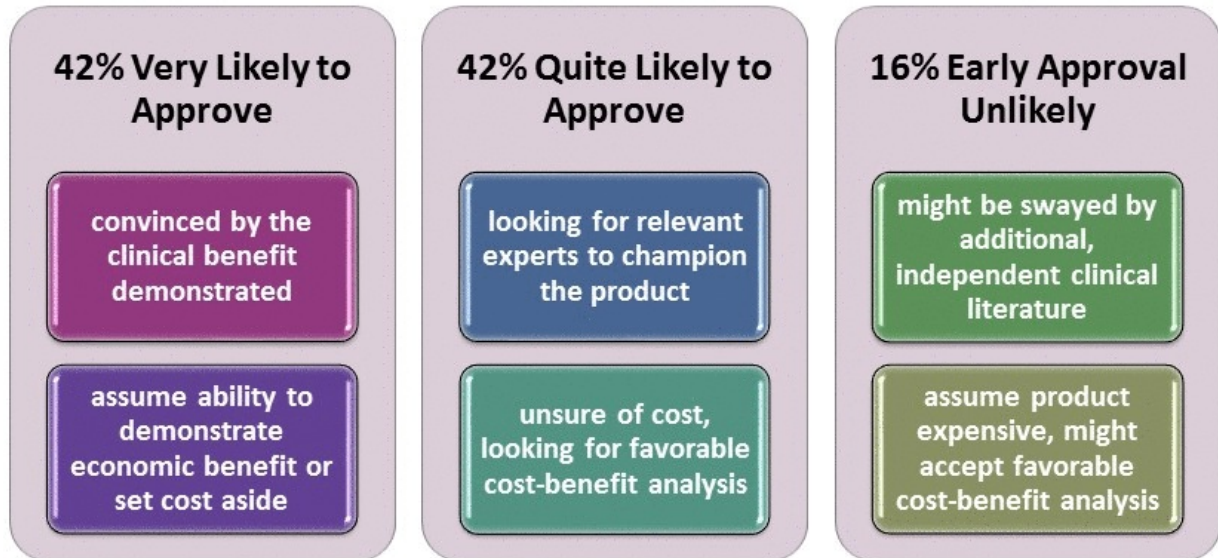 42% Very Likely to
Approve
convinced by the
clinical benefit
demonstrated
assume ability to
demonstrate
economic benefit or
set cost aside
42% Quite Likely to
Approve
looking for relevant
experts to champion
the product
unsure of cost,
looking for favorable
cost-benefit analysis
16% Early Approval
Unlikely
might be swayed by
additional,
independent clinical
literature
assume product
expensive, might
accept favorable
cost-benefit analysis